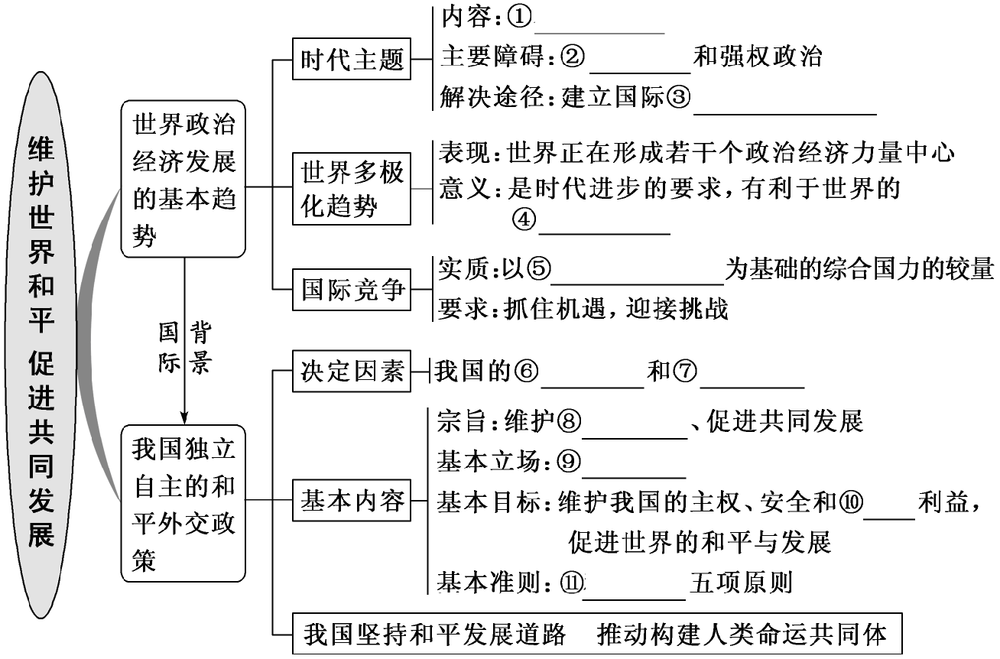 维护世界和平 促进共同发展
世界政治
经济发展
的基本趋
势
国际
背景
我国独立
自主的和
平外交政
策
时代主题
内容:①
主要障碍:② 和强权政治
解决途径:建立国际③
世界多极
化趋势
表现:世界正在形成若干个政治经济力量中心
意义:是时代进步的要求,有利于世界的
④
国际竞争
实质:以⑤ 为基础的综合国力的较量
要求:抓住机遇,迎接挑战
决定因素
我国的⑥ 和⑦
基本内容
宗旨:维护⑧ 、促进共同发展
基本立场:⑨
基本目标:维护我国的主权、安全和⑩ 利益,
促进世界的和平与发展
基本准则:⑪ 五项原则
我国坚持和平发展道路 推动构建人类命运共同体